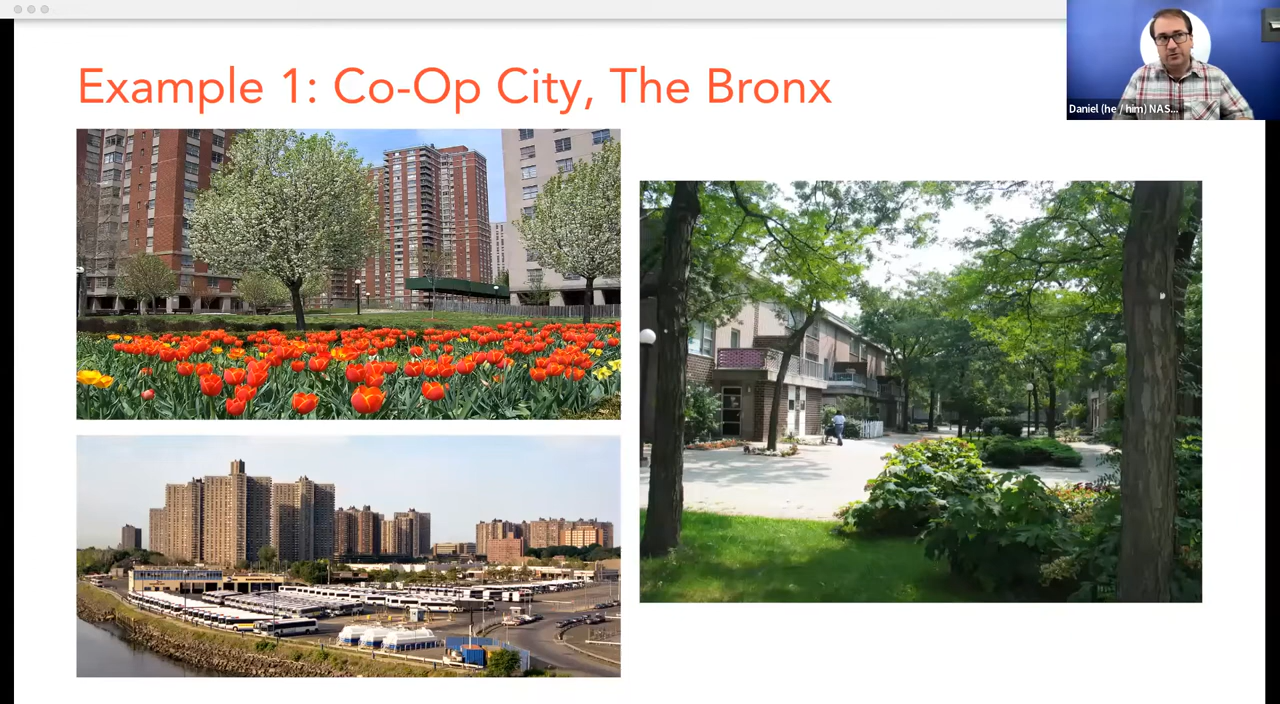 Example 1: Co-Op City, The Bronx
Daniel (he / him) NAS...